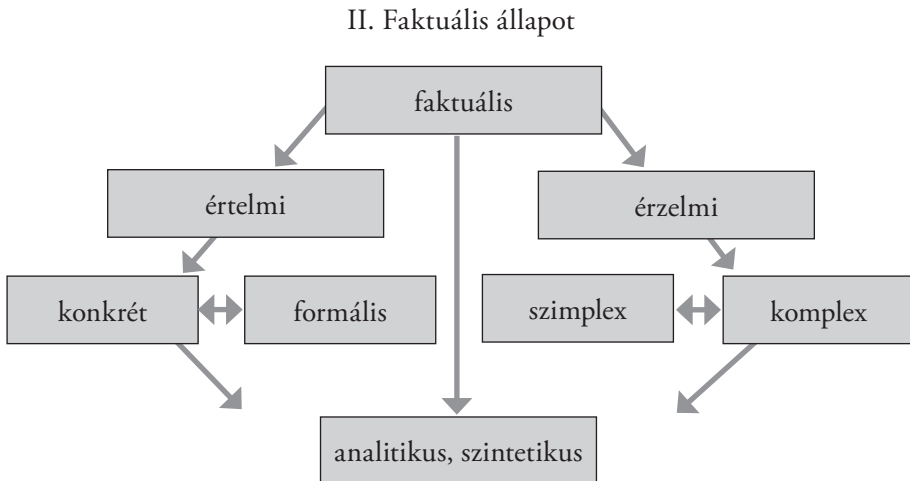 II. Faktuális állapot
faktuális
értelmi
érzelmi
konkrét
formális
szimplex
komplex
analitikus, szintetikus